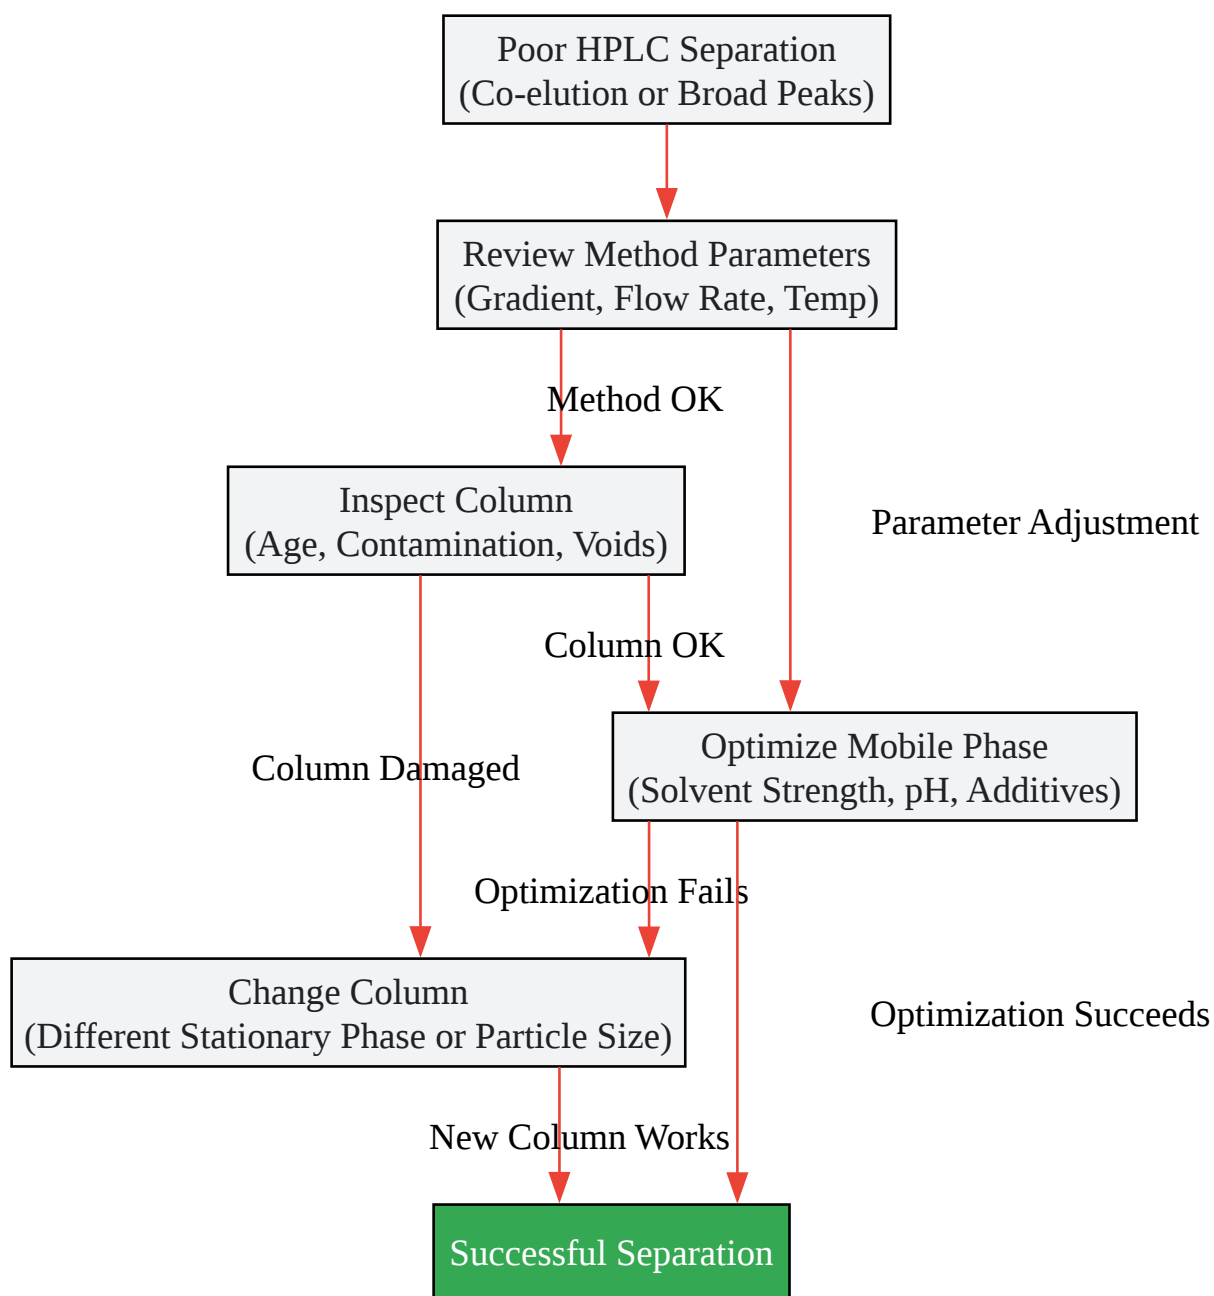 Poor HPLC Separation
(Co-elution or Broad Peaks)
Review Method Parameters
(Gradient, Flow Rate, Temp)
Method OK
Inspect Column
(Age, Contamination, Voids)
Parameter Adjustment
Column OK
Optimize Mobile Phase
(Solvent Strength, pH, Additives)
Column Damaged
Optimization Fails
Change Column
(Different Stationary Phase or Particle Size)
Optimization Succeeds
New Column Works
Successful Separation